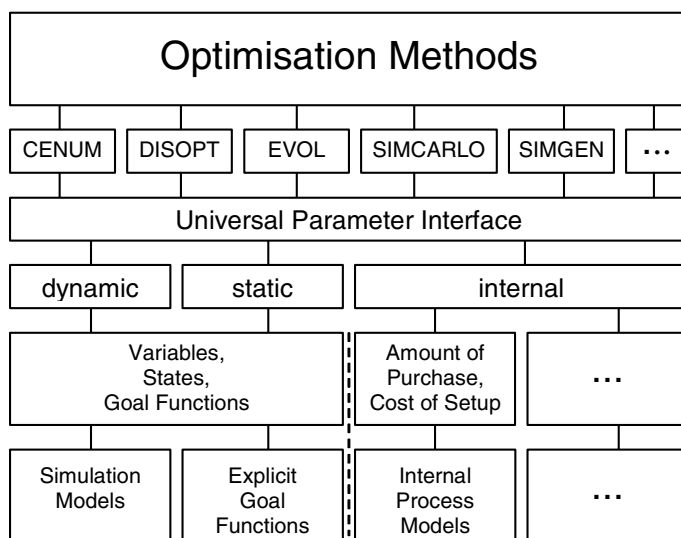 Optimisation Methods
CENUM DISOPT EVOL SIMCARLO SIMGEN ...
Universal Parameter Interface
dynamic static internal
Variables,
States,
Goal Functions
Amount of
Purchase,
Cost of Setup
...
Simulation
Models
Explicit
Goal
Functions
Internal
Process
Models
...